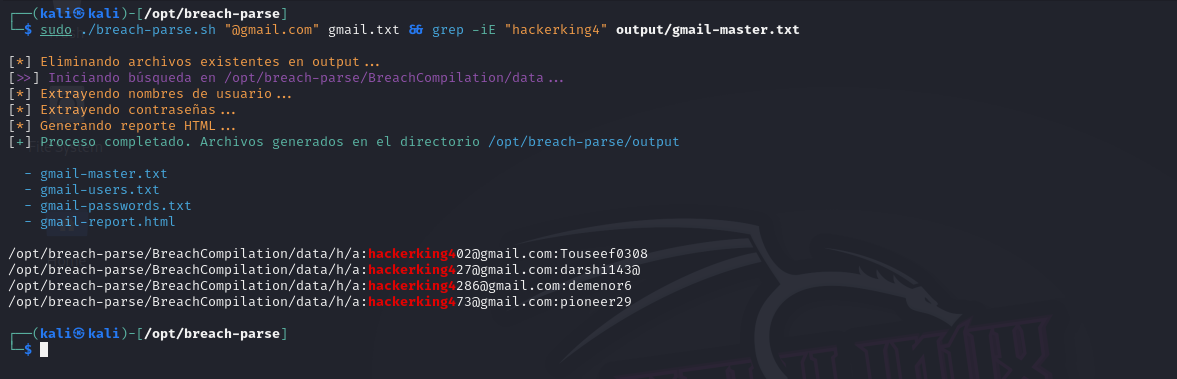 ┌──(kali㉿kali)-[/opt/breach-parse]
└─$ sudo ./breach-parse.sh "@gmail.com" gmail.txt && grep -iE "hackerking4" output/gmail-master.txt
[*] Eliminando archivos existentes en output...
[>>] Iniciando búsqueda en /opt/breach-parse/BreachCompilation/data...
[*] Extrayendo nombres de usuario...
[*] Extrayendo contraseñas...
[*] Generando reporte HTML...
[+] Proceso completado. Archivos generados en el directorio /opt/breach-parse/output
- gmail-master.txt
- gmail-users.txt
- gmail-passwords.txt
- gmail-report.html
/opt/breach-parse/BreachCompilation/data/h/a:hackerking402@gmail.com:Touseef0308
/opt/breach-parse/BreachCompilation/data/h/a:hackerking427@gmail.com:darshi143@
/opt/breach-parse/BreachCompilation/data/h/a:hackerking4286@gmail.com:demenor6
/opt/breach-parse/BreachCompilation/data/h/a:hackerking473@gmail.com:pioneer29
┌──(kali㉿kali)-[/opt/breach-parse]
└─$